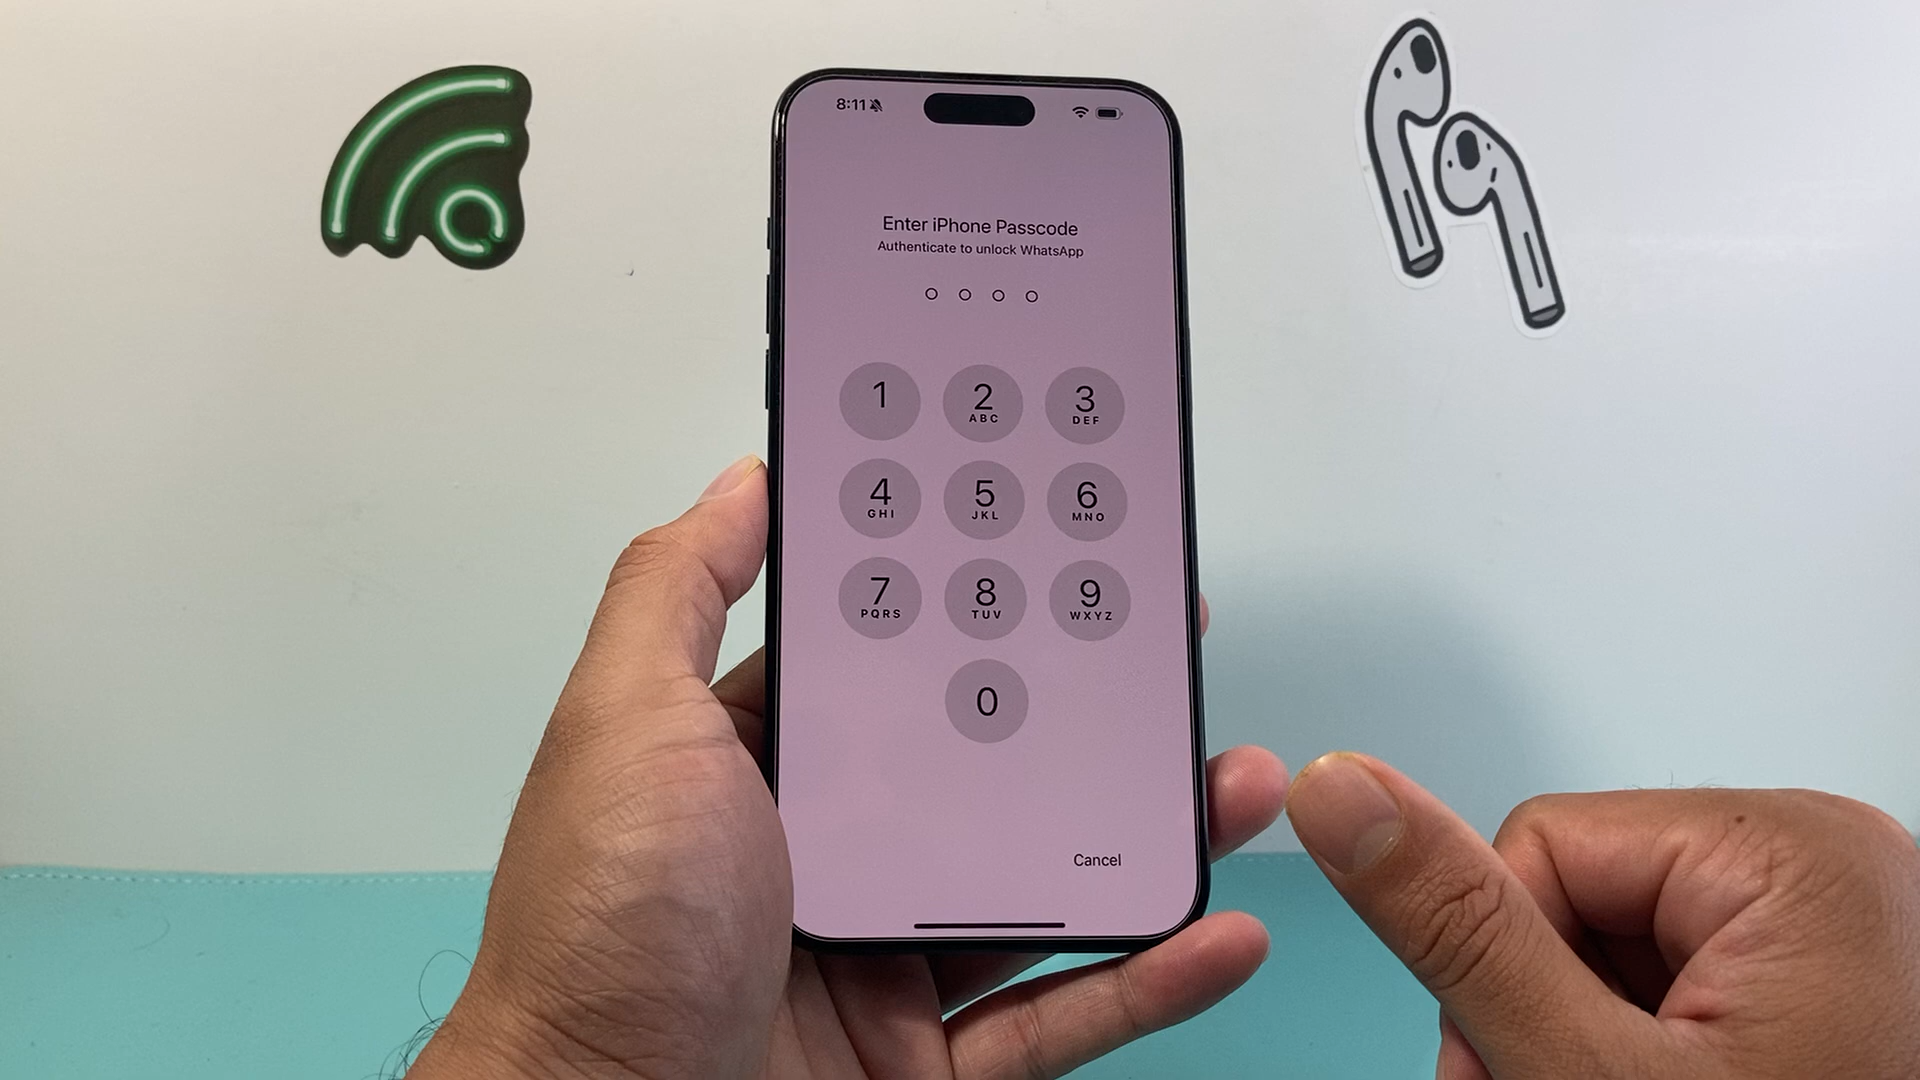 8:11
Enter iPhone Passcode
Authenticate to unlock WhatsApp
1
2
ABC
3
DEF
4
GHI
5
JKL
6
MNO
7
PQRS
8
TUV
9
WXYZ
0
Cancel